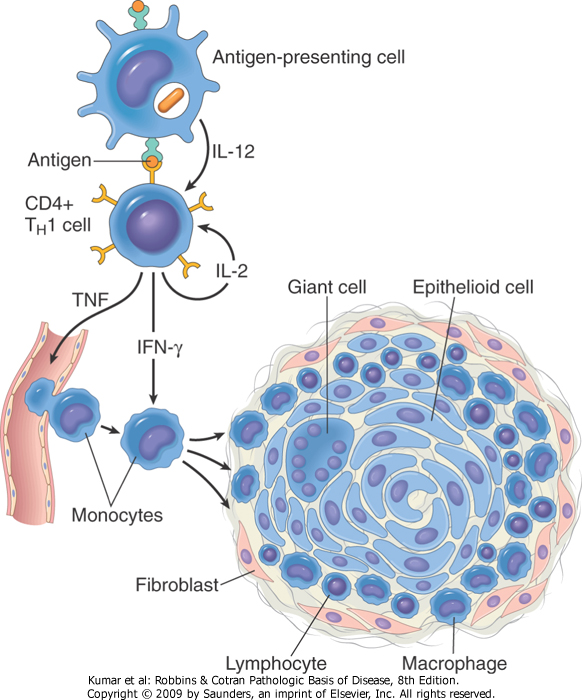 Antigen-presenting cell
IL-12
Antigen
CD4+
TH1 cell
IL-2
TNF
Giant cell
Epithelioid cell
IFN-γ
Monocytes
Fibroblast
Lymphocyte
Macrophage
Kumar et al: Robbins & Cotran Pathologic Basis of Disease, 8th Edition.
Copyright © 2009 by Saunders, an imprint of Elsevier, Inc. All rights reserved.